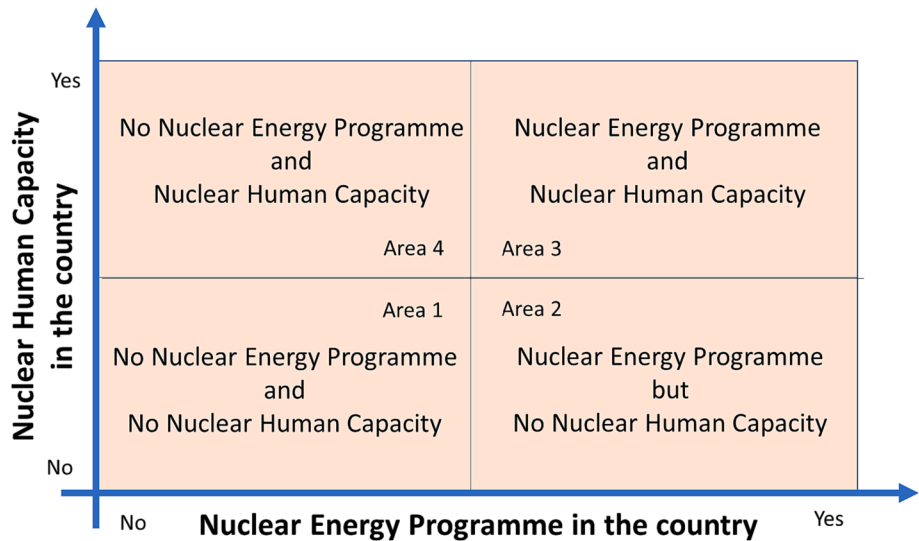 Yes
No Nuclear Energy Programme
and
Nuclear Human Capacity
Area 4
Nuclear Energy Programme
and
Nuclear Human Capacity
Area 3
Nuclear Human Capacity
in the country
Area 1
No Nuclear Energy Programme
and
No Nuclear Human Capacity
Area 2
Nuclear Energy Programme
but
No Nuclear Human Capacity
No
No
Nuclear Energy Programme in the country
Yes